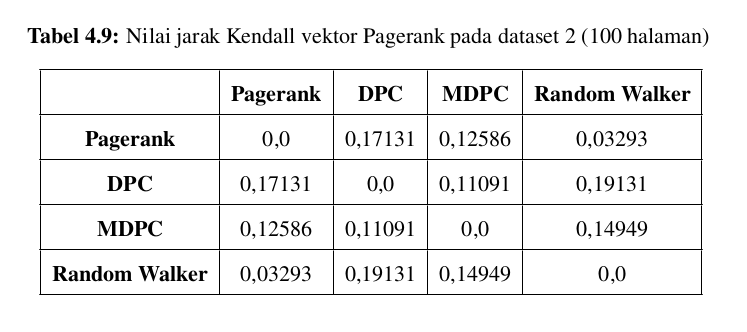 Tabel 4.9: Nilai jarak Kendall vektor Pagerank pada dataset 2 (100 halaman)
Pagerank DPC MDPC Random Walker
Pagerank 0,0 0,17131 0,12586 0,03293
DPC 0,17131 0,0 0,11091 0,19131
MDPC 0,12586 0,11091 0,0 0,14949
Random Walker 0,03293 0,19131 0,14949 0,0